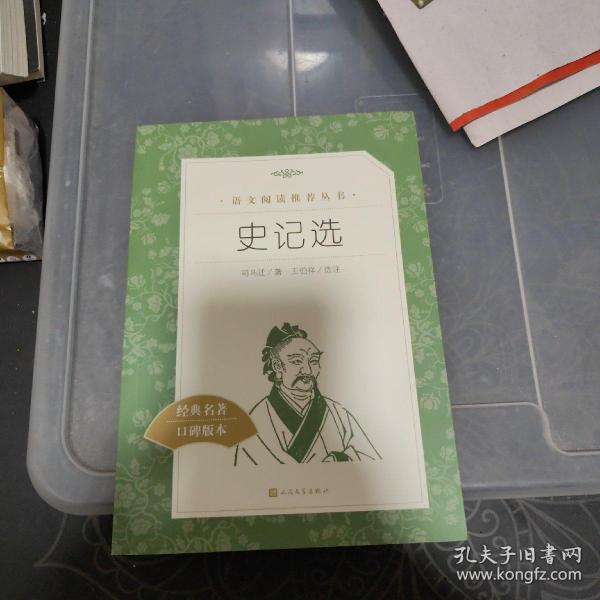 ·语文阅读推荐丛书·
史记选
司马迁/著 王伯祥/选注
经典名著
口碑版本
人民文学出版社
孔夫子旧书网
www.kongfz.com